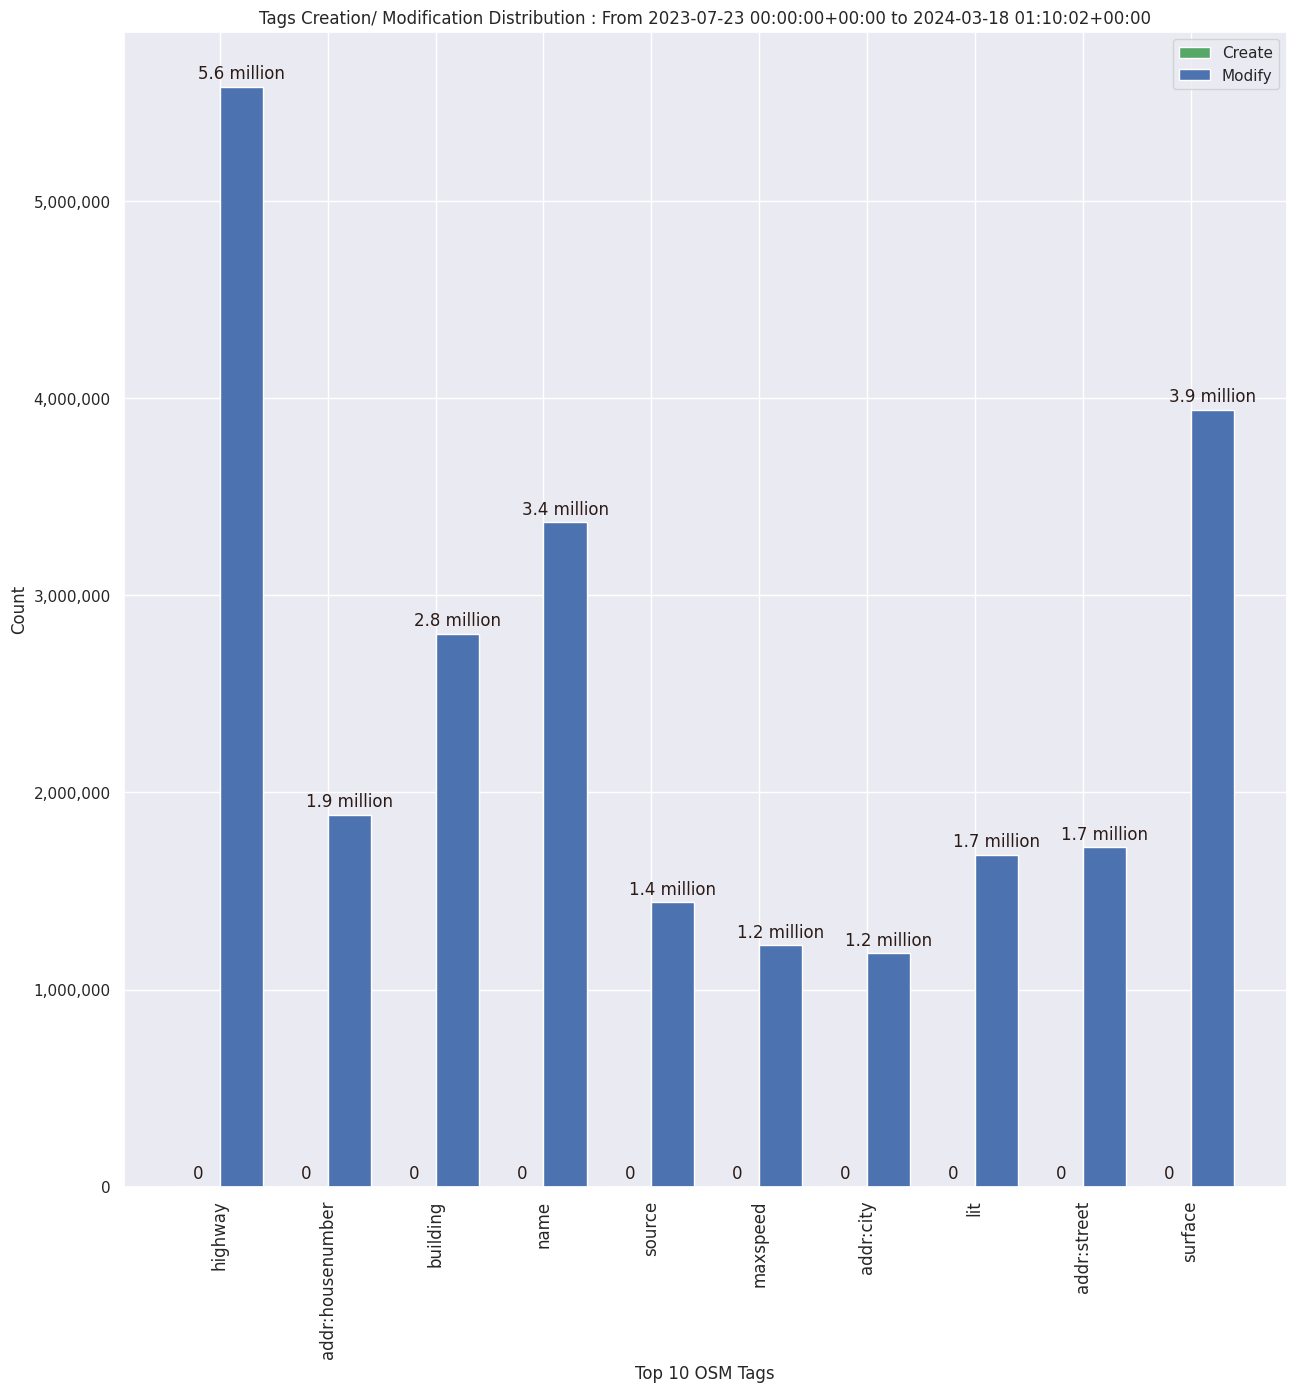 Tags Creation/ Modification Distribution : From 2023-07-23 00:00:00+00:00 to 2024-03-18 01:10:02+00:00
Create
Modify
5.6 million
1.9 million
2.8 million
3.4 million
1.4 million
1.2 million
1.2 million
1.7 million
1.7 million
3.9 million
5,000,000
4,000,000
3,000,000
2,000,000
1,000,000
0
Count
0
0
0
0
0
0
0
0
0
0
highway
addr:housenumber
building
name
source
maxspeed
addr:city
lit
addr:street
surface
Top 10 OSM Tags